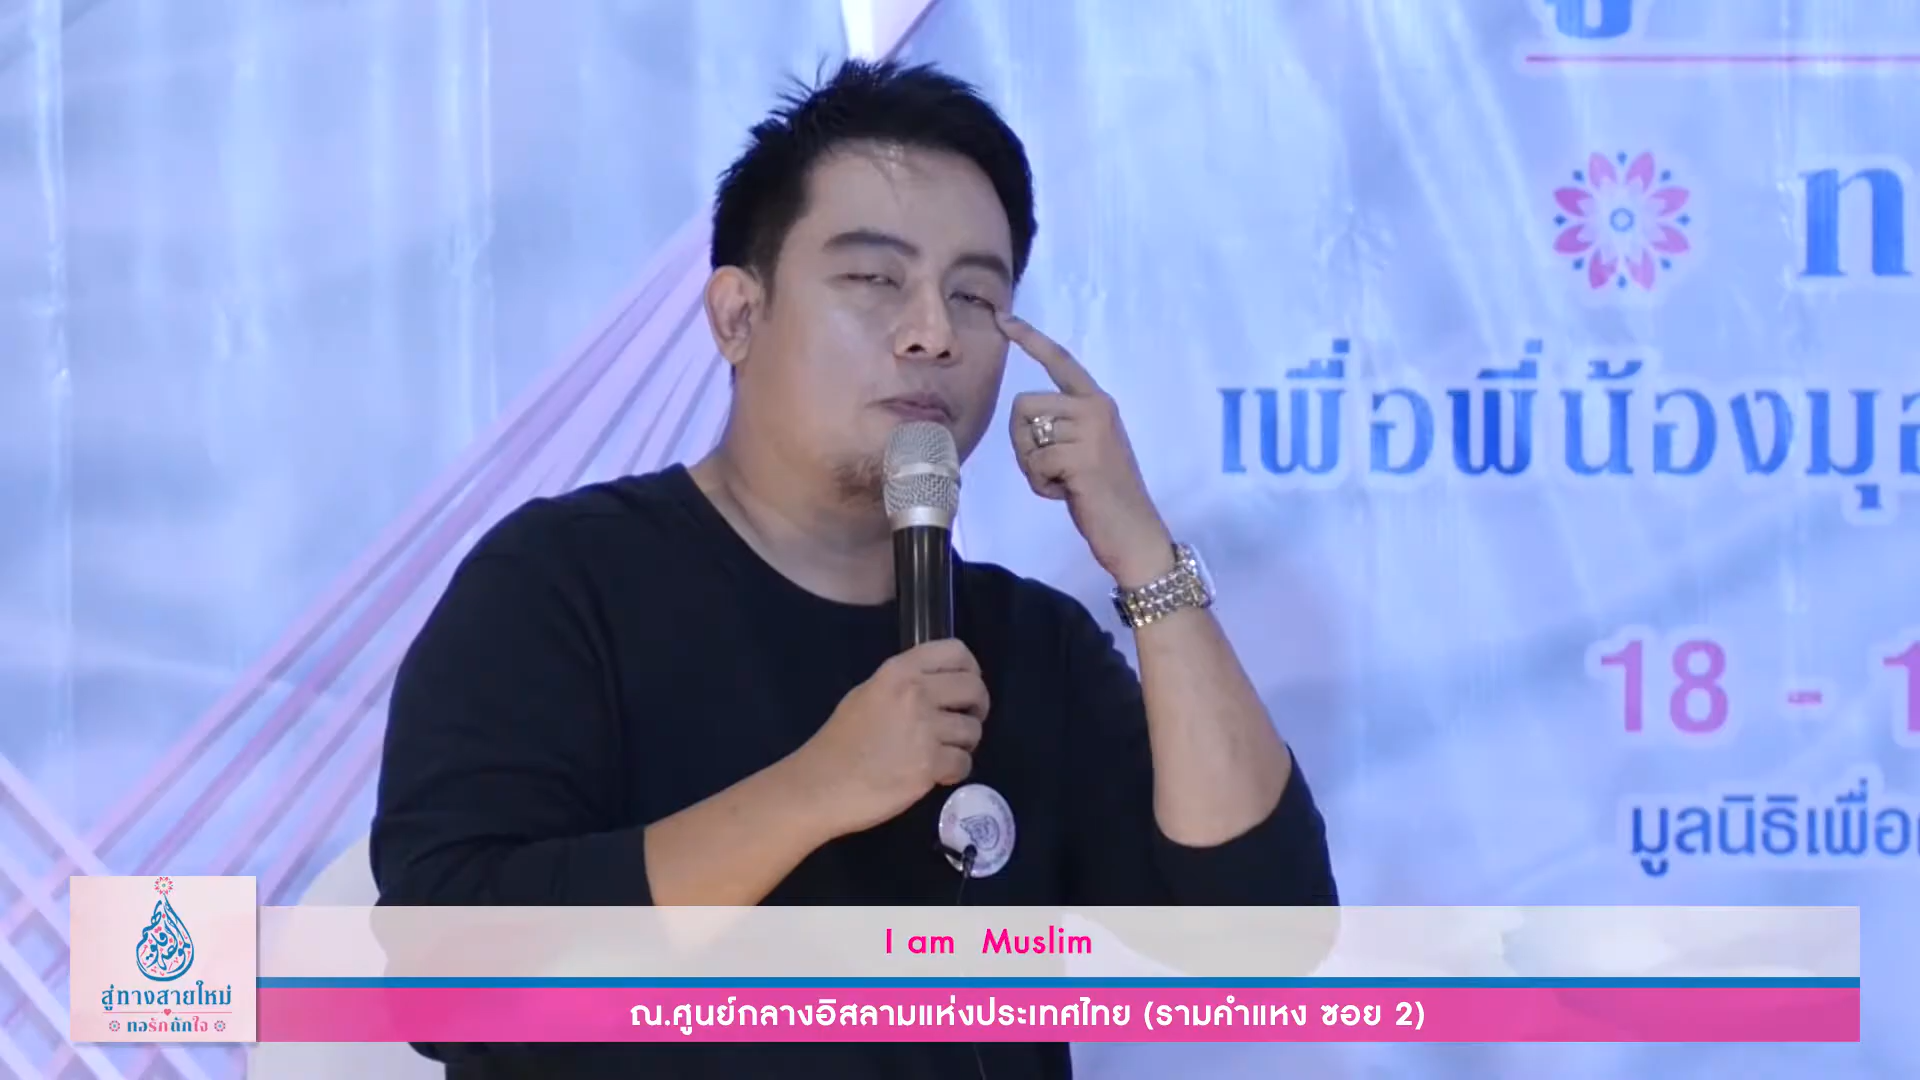 ท
เพื่อพี่น้องมุส
18 - 1
มูลนิธิเพื่อ
I am Muslim
สู่ทางสายใหม่
ทอรักถักใจ
ณ.ศูนย์กลางอิสลามแห่งประเทศไทย (รามคำแหง ซอย 2)